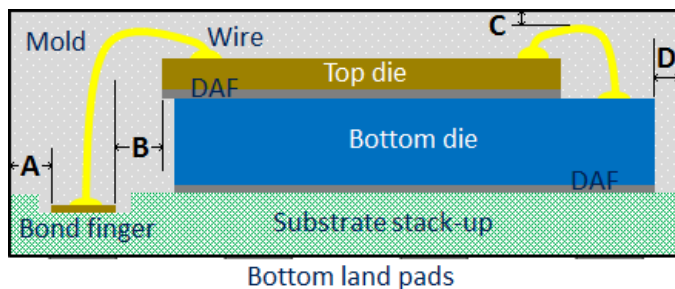 C
Mold
Wire
D
Top die
DAF
B
Bottom die
A
DAF
Bond finger
Substrate stack-up
Bottom land pads